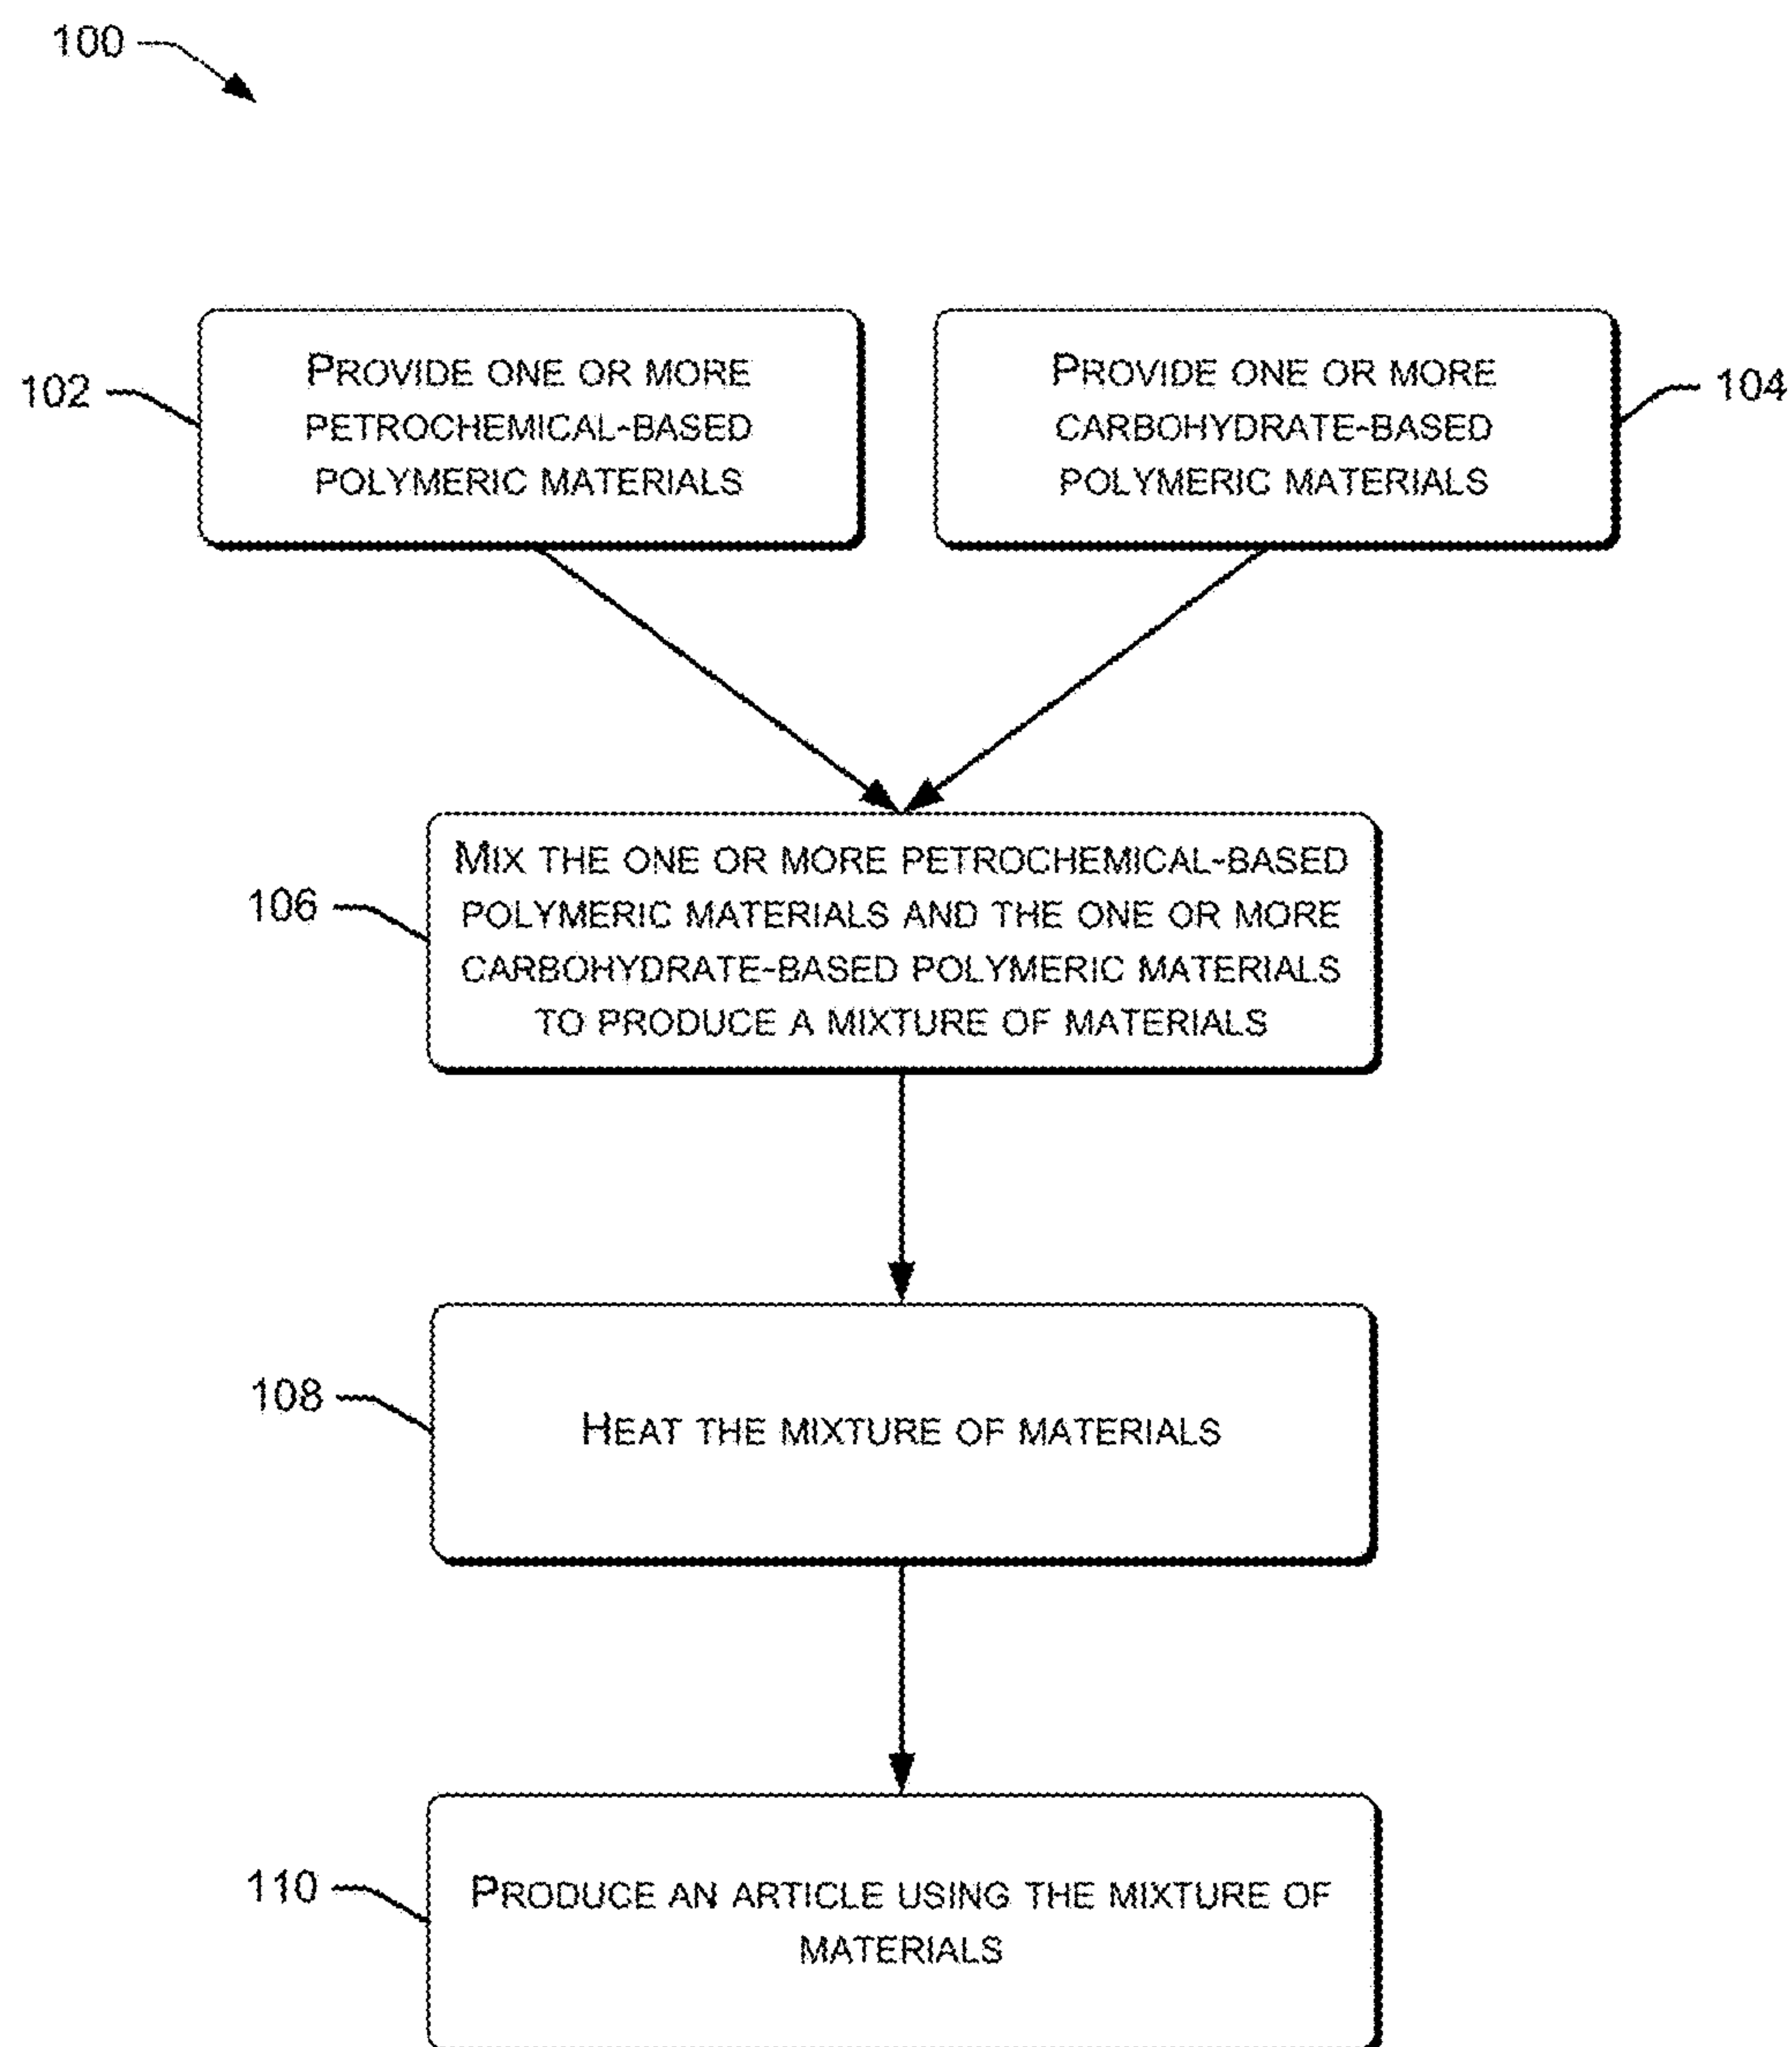 100
102
PROVIDE ONE OR MORE
PETROCHEMICAL-BASED
POLYMERIC MATERIALS
PROVIDE ONE OR MORE
CARBOHYDRATE-BASED
POLYMERIC MATERIALS
104
106
MIX THE ONE OR MORE PETROCHEMICAL-BASED
POLYMERIC MATERIALS AND THE ONE OR MORE
CARBOHYDRATE-BASED POLYMERIC MATERIALS
TO PRODUCE A MIXTURE OF MATERIALS
108
HEAT THE MIXTURE OF MATERIALS
110
PRODUCE AN ARTICLE USING THE MIXTURE OF
MATERIALS